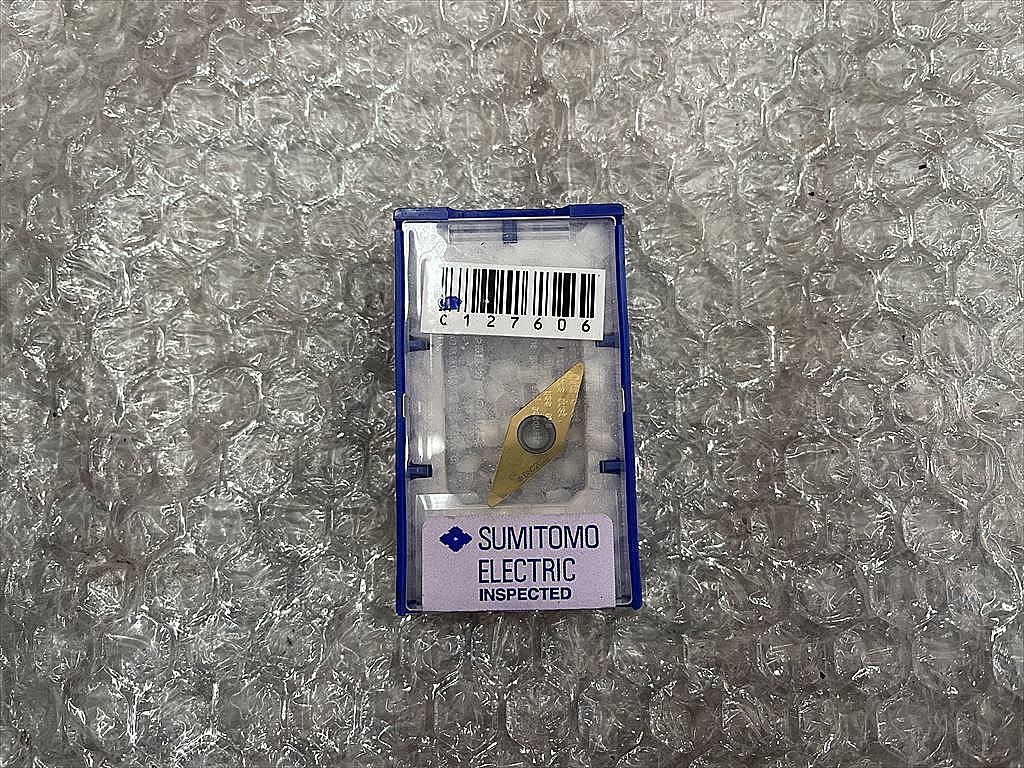 C127606
SUMITOMO
ELECTRIC
INSPECTED